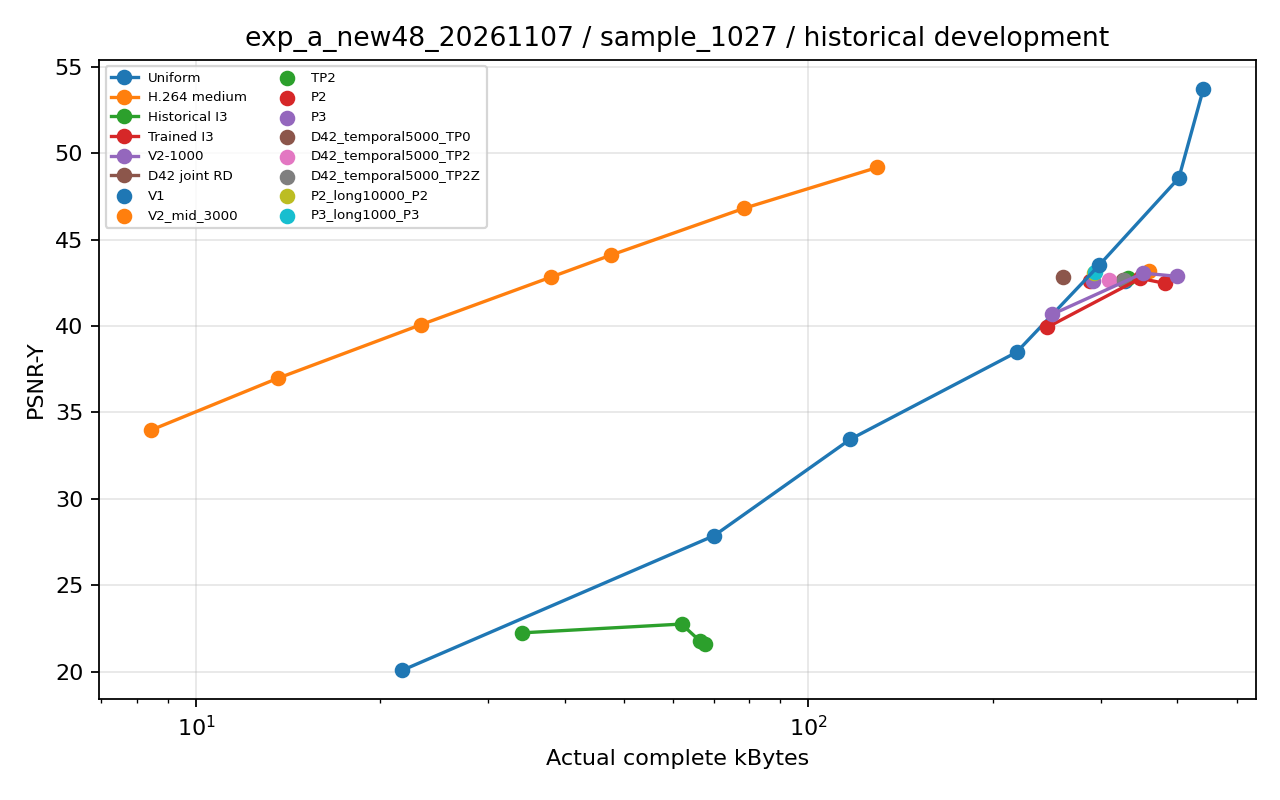 exp_a_new48_20261107 / sample_1027 / historical development
55
50
45
40
35
30
25
20
PSNR-Y
Uniform
H.264 medium
Historical I3
Trained I3
V2-1000
D42 joint RD
V1
V2_mid_3000
TP2
P2
P3
D42_temporal5000_TP0
D42_temporal5000_TP2
D42_temporal5000_TP2Z
P2_long10000_P2
P3_long1000_P3
10¹
10²
Actual complete kBytes